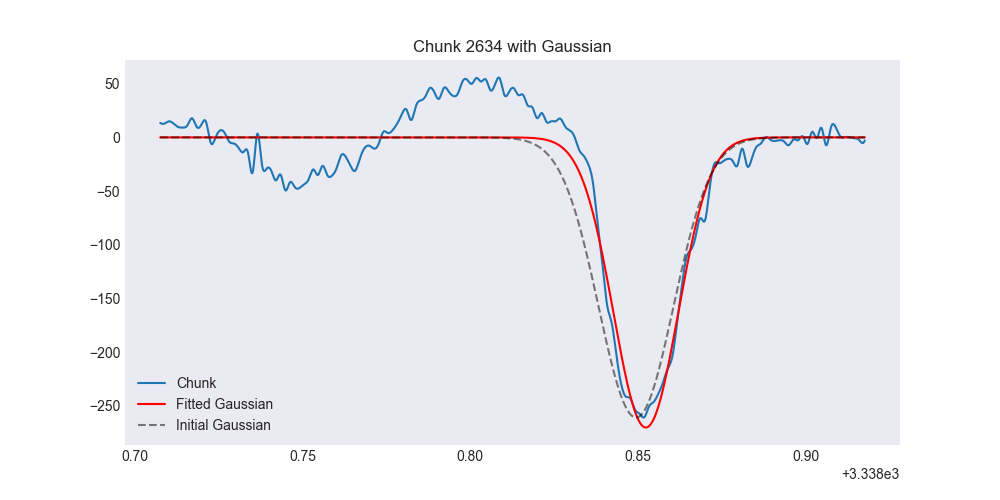 Chunk 2634 with Gaussian
50
0
−50
−100
−150
−200
−250
Chunk
Fitted Gaussian
Initial Gaussian
0.70 0.75 0.80 0.85 0.90
+3.338e3